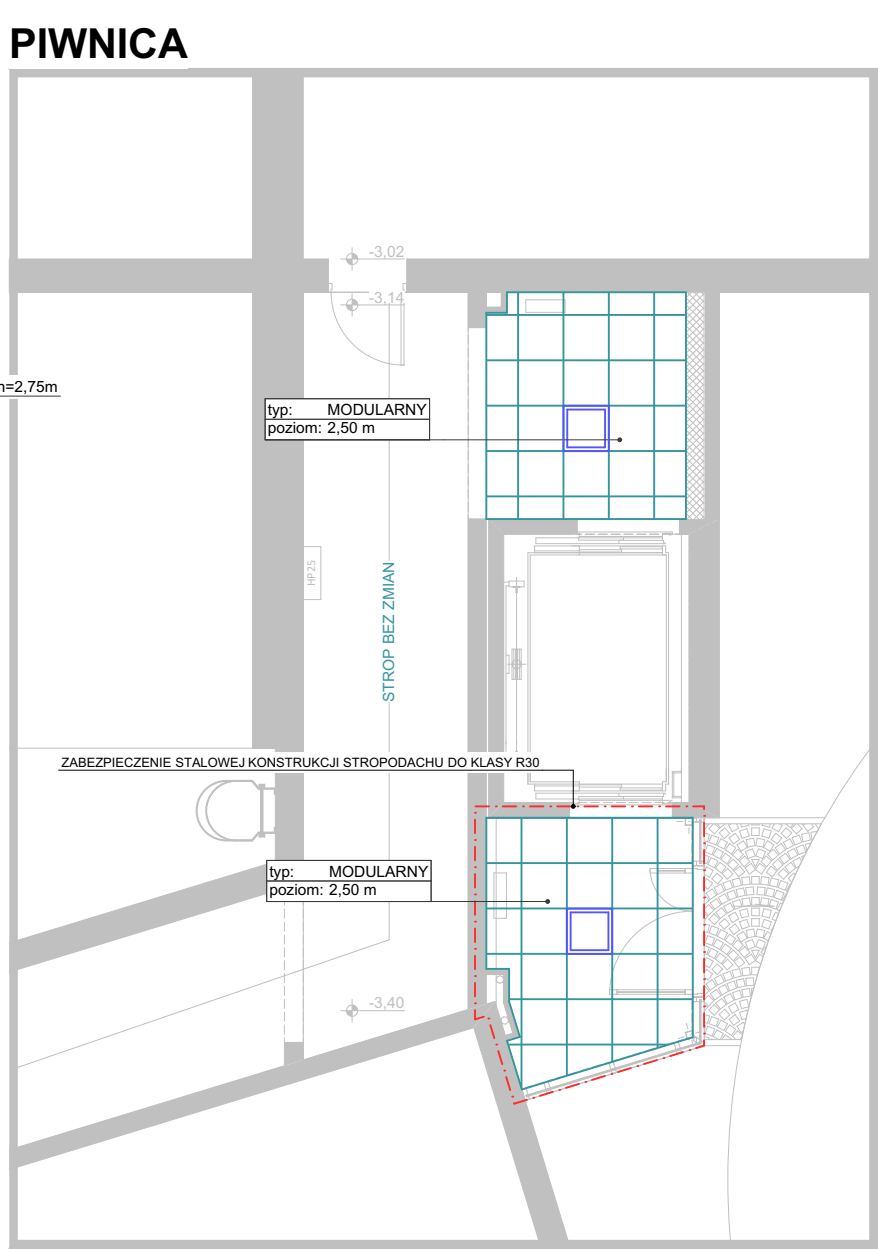 PIWNICA
-3,02
-3,14
n=2,75m
typ: MODULARNY
poziom: 2,50 m
HP25
STROP BEZ ZMIAN
ZABEZPIECZENIE STALOWEJ KONSTRUKCJI STROPODACHU DO KLASY R30
typ: MODULARNY
poziom: 2,50 m
-3,40